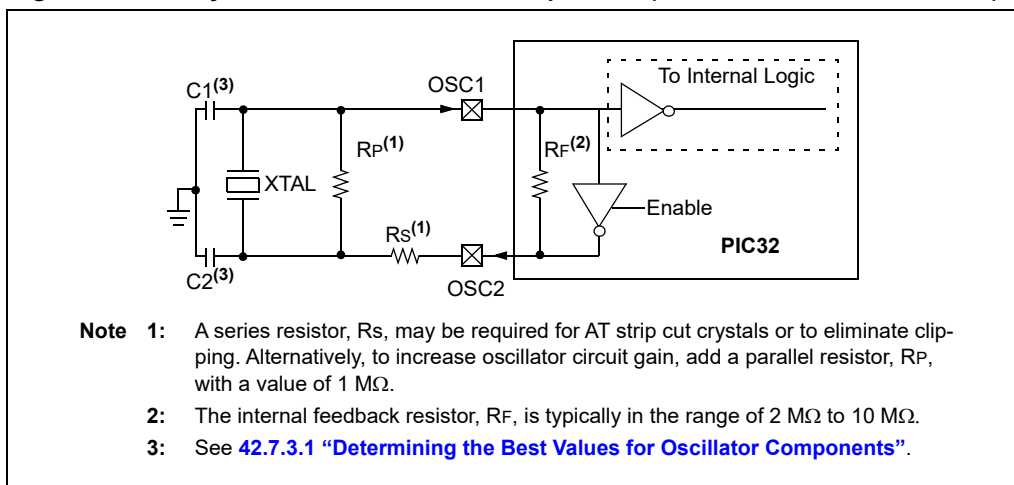 C1(3)
OSC1
To Internal Logic
RP(1)
RF(2)
XTAL
Enable
RS(1)
PIC32
C2(3)
OSC2
Note 1: A series resistor, Rs, may be required for AT strip cut crystals or to eliminate clip-
ping. Alternatively, to increase oscillator circuit gain, add a parallel resistor, RP,
with a value of 1 MΩ.
2: The internal feedback resistor, RF, is typically in the range of 2 MΩ to 10 MΩ.
3: See 42.7.3.1 “Determining the Best Values for Oscillator Components”.